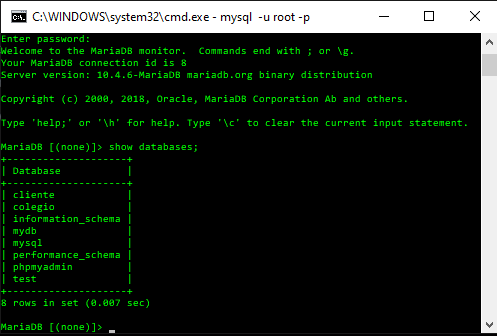 C:\WINDOWS\system32\cmd.exe - mysql -u root -p
Enter password:
Welcome to the MariaDB monitor.  Commands end with ; or \g.
Your MariaDB connection id is 8
Server version: 10.4.6-MariaDB mariadb.org binary distribution
Copyright (c) 2000, 2018, Oracle, MariaDB Corporation Ab and others.
Type 'help;' or '\h' for help. Type '\c' to clear the current input statement.
MariaDB [(none)]> show databases;
+--------------------+
| Database           |
+--------------------+
| cliente            |
| colegio            |
| information_schema |
| mydb               |
| mysql              |
| performance_schema |
| phpmyadmin         |
| test               |
+--------------------+
8 rows in set (0.007 sec)
MariaDB [(none)]> _